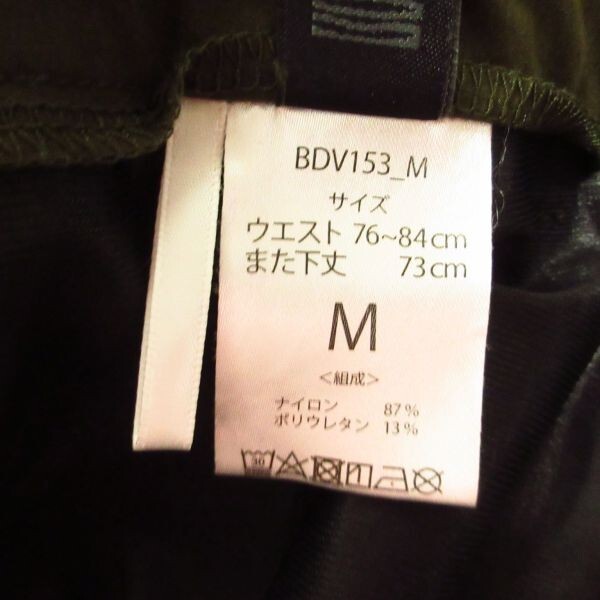 BDV153_M
サイズ
ウエスト 76~84cm
また下丈 73cm
M
<組成>
ナイロン 87%
ポリウレタン 13%
30